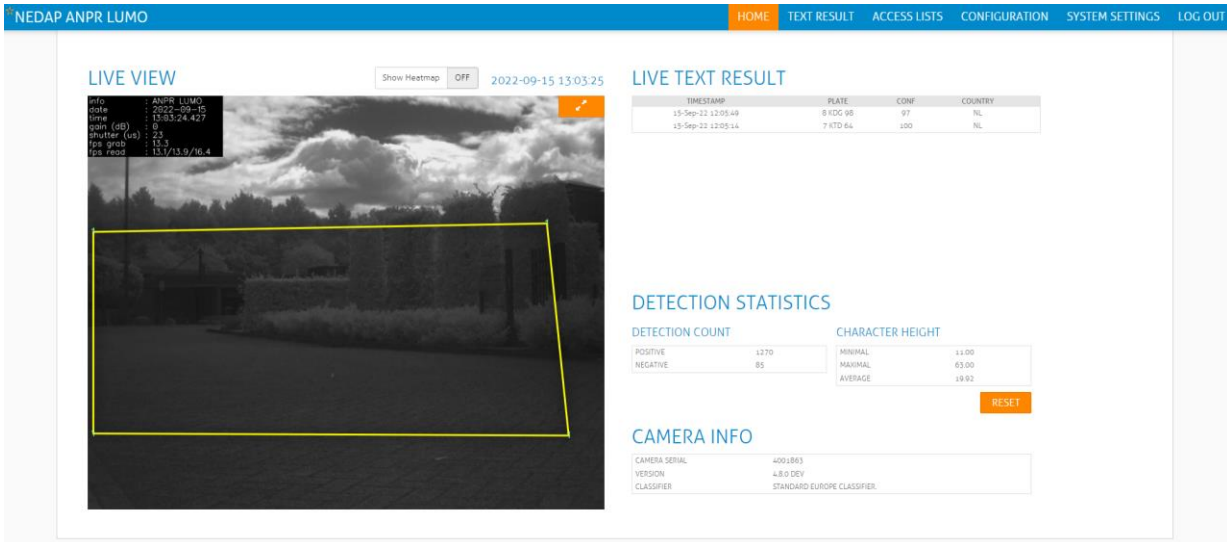 NEDAP ANPR LUMO
HOME TEXT RESULT ACCESS LISTS CONFIGURATION SYSTEM SETTINGS LOG OUT
LIVE VIEW
Show Heatmap OFF
2022-09-15 13:03:25
info : ANPR LUMO
date : 2022-09-15
time : 13:03:24.427
gain (dB) : 0
shutter (us) : 23
fps grab : 13.3
fps read : 13.1/13.9/16.4
LIVE TEXT RESULT
TIMESTAMP PLATE CONF COUNTRY
15-Sep-22 12:05:49 8 KDG 98 97 NL
15-Sep-22 12:05:14 7 KTD 64 100 NL
DETECTION STATISTICS
DETECTION COUNT
POSITIVE 1270
NEGATIVE 85
CHARACTER HEIGHT
MINIMAL 11.00
MAXIMAL 63.00
AVERAGE 19.92
RESET
CAMERA INFO
CAMERA SERIAL 4001863
VERSION 4.8.0 DEV
CLASSIFIER STANDARD EUROPE CLASSIFIER.